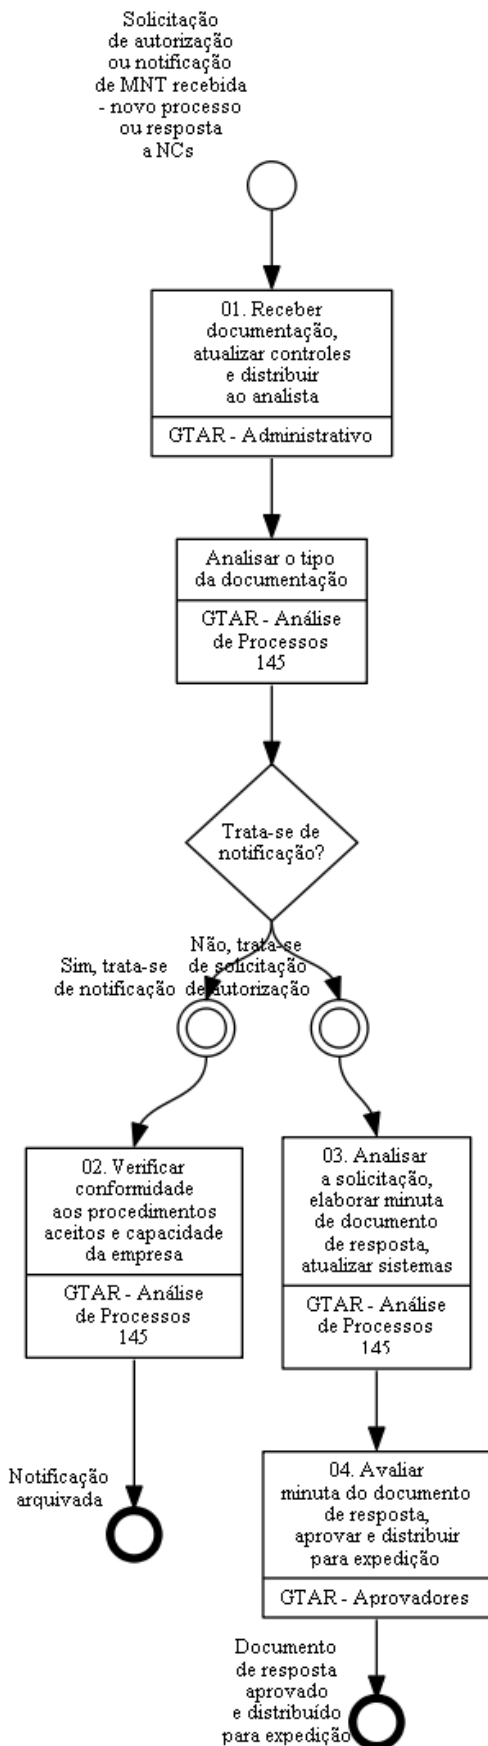 Solicitação
de autorização
ou notificação
de MNT recebida
- novo processo
ou resposta
a NCs
01. Receber
documentação,
atualizar controles
e distribuir
ao analista
GTAR - Administrativo
Analisar o tipo
da documentação
GTAR - Análise
de Processos
145
Trata-se de
notificação?
Sim, trata-se
de notificação
Não, trata-se
de solicitação
de autorização
02. Verificar
conformidade
aos procedimentos
aceitos e capacidade
da empresa
GTAR - Análise
de Processos
145
03. Analisar
a solicitação,
elaborar minuta
de documento
de resposta,
atualizar sistemas
GTAR - Análise
de Processos
145
Notificação
arquivada
04. Avaliar
minuta do documento
de resposta,
aprovar e distribuir
para expedição
GTAR - Aprovadores
Documento
de resposta
aprovado
e distribuído
para expedição